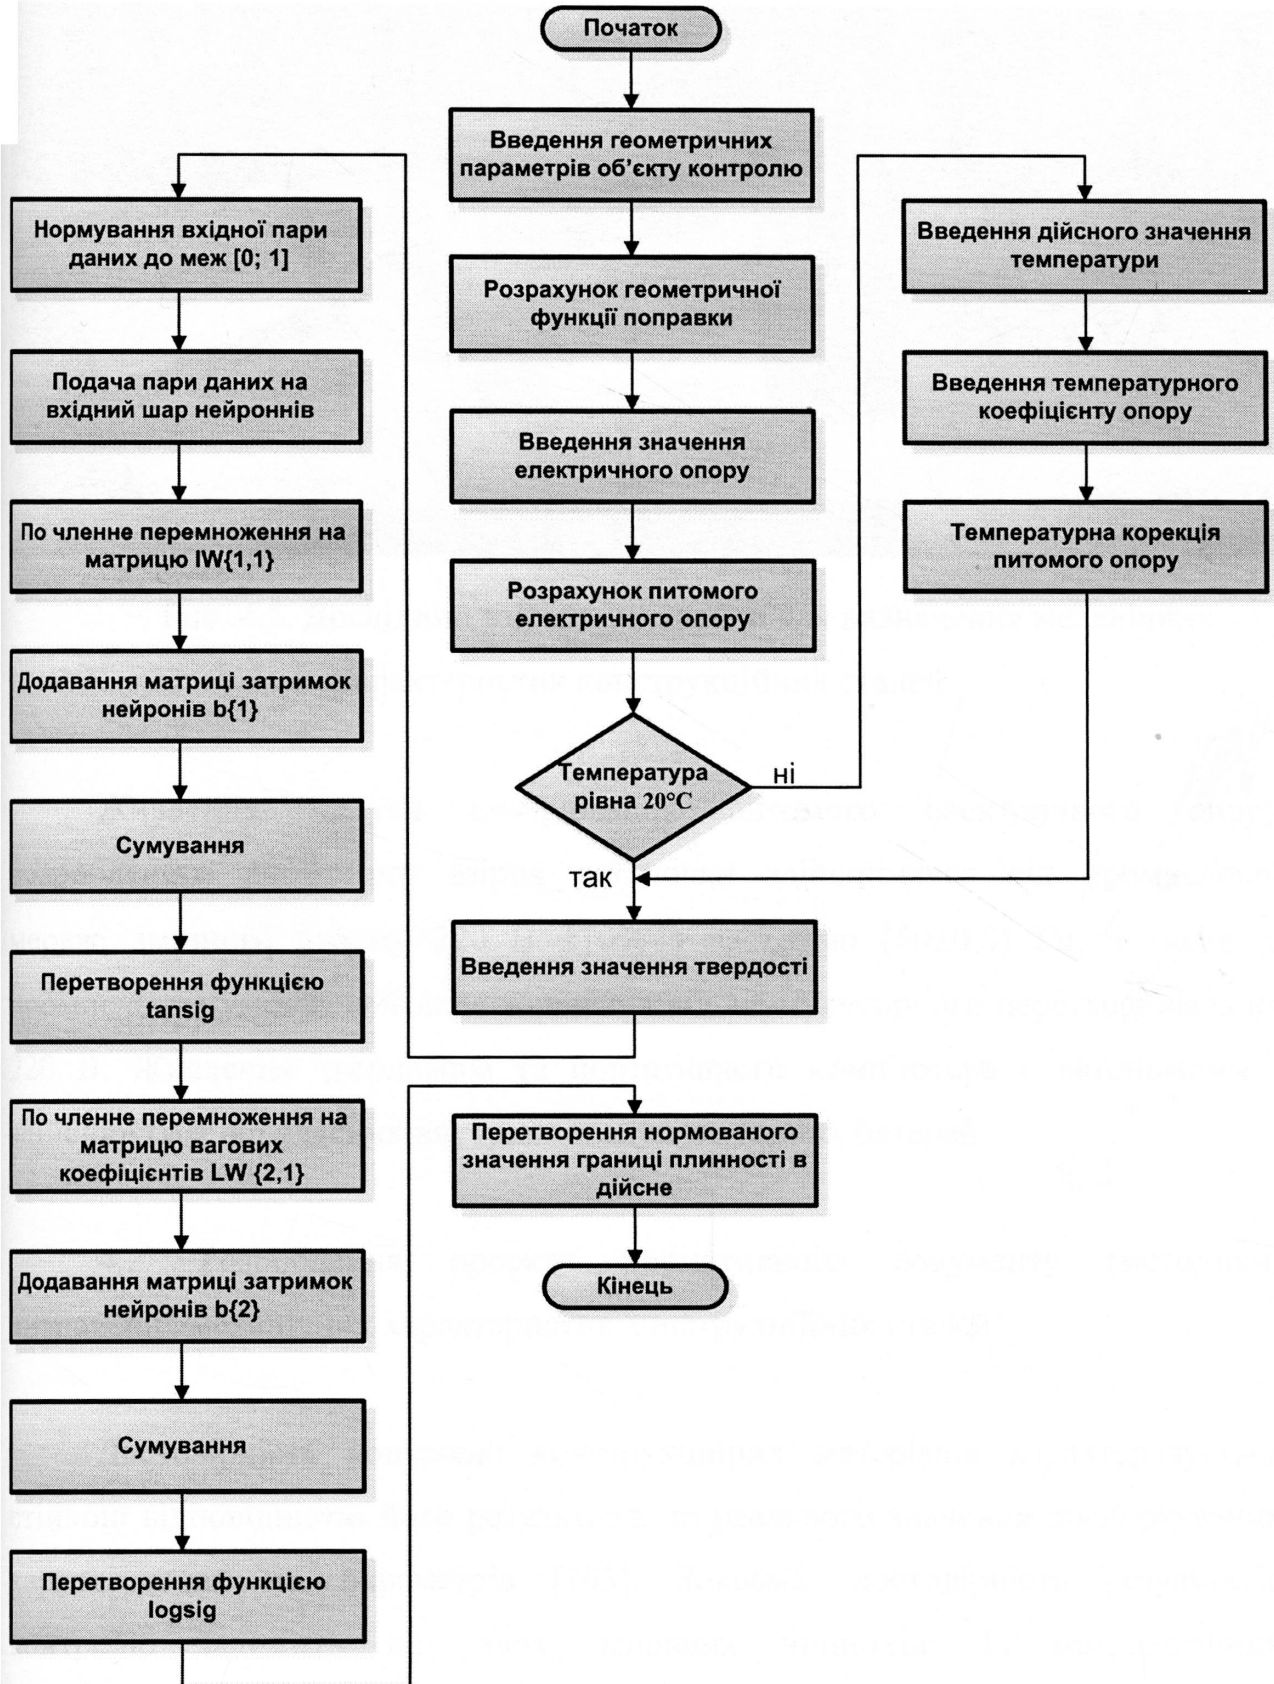 Початок
Введення геометричних
параметрів об'єкту контролю
Розрахунок геометричної
функції поправки
Введення значення
електричного опору
Розрахунок питомого
електричного опору
Температура
рівна 20°C
ні
так
Введення дійсного значення
температури
Введення температурного
коефіцієнту опору
Температурна корекція
питомого опору
Введення значення твердості
Нормування вхідної пари
даних до меж [0; 1]
Подача пари даних на
вхідний шар нейроннів
По членне перемноження на
матрицю IW{1,1}
Додавання матриці затримок
нейронів b{1}
Сумування
Перетворення функцією
tansig
По членне перемноження на
матрицю вагових
коефіцієнтів LW {2,1}
Додавання матриці затримок
нейронів b{2}
Сумування
Перетворення функцією
logsig
Перетворення нормованого
значення границі плинності в
дійсне
Кінець